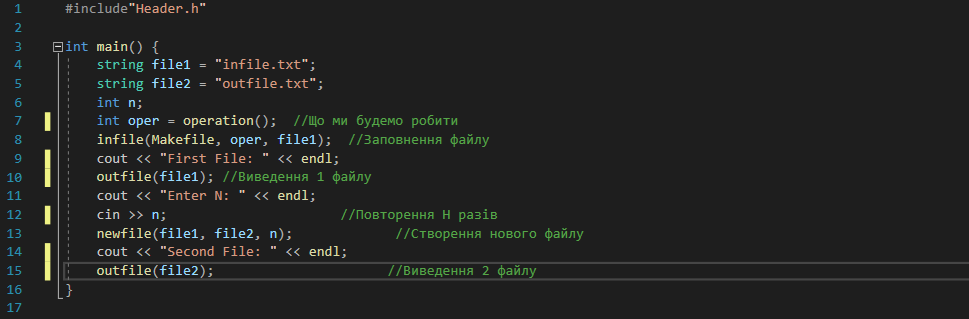 1 #include"Header.h"
2
3 int main() {
4 string file1 = "infile.txt";
5 string file2 = "outfile.txt";
6 int n;
7 int oper = operation(); //Що ми будемо робити
8 infile(Makefile, oper, file1); //Заповнення файлу
9 cout << "First File: " << endl;
10 outfile(file1); //Виведення 1 файлу
11 cout << "Enter N: " << endl;
12 cin >> n; //Повторення Н разів
13 newfile(file1, file2, n); //Створення нового файлу
14 cout << "Second File: " << endl;
15 outfile(file2); //Виведення 2 файлу
16 }
17